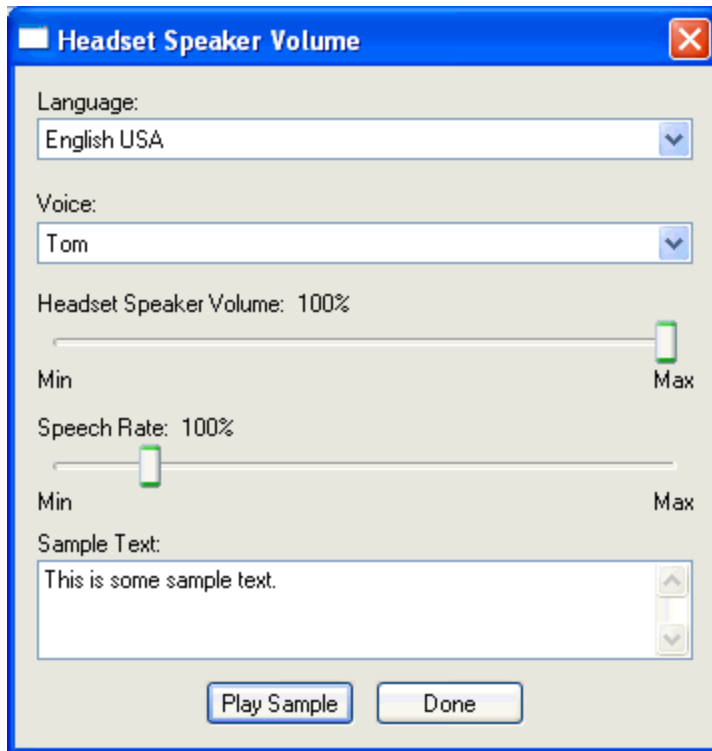 Headset Speaker Volume
Language:
English USA
Voice:
Tom
Headset Speaker Volume: 100%
Min Max
Speech Rate: 100%
Min Max
Sample Text:
This is some sample text.
Play Sample Done